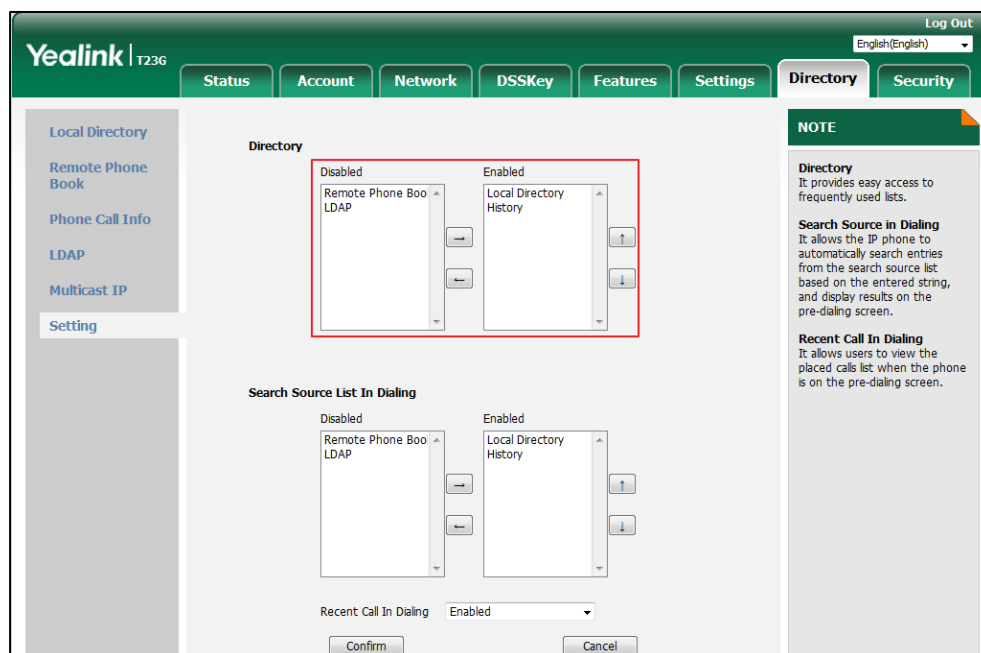 Log Out
English(English)
Yealink | T23G
Status Account Network DSSKey Features Settings Directory Security
Local Directory
Remote Phone
Book
Phone Call Info
LDAP
Multicast IP
Setting
Directory
Disabled Enabled
Remote Phone Boo
LDAP
Local Directory
History
→
←
↑
↓
Search Source List In Dialing
Disabled Enabled
Remote Phone Boo
LDAP
Local Directory
History
→
←
↑
↓
Recent Call In Dialing Enabled
Confirm Cancel
NOTE
Directory
It provides easy access to
frequently used lists.
Search Source in Dialing
It allows the IP phone to
automatically search entries
from the search source list
based on the entered string,
and display results on the
pre-dialing screen.
Recent Call In Dialing
It allows users to view the
placed calls list when the phone
is on the pre-dialing screen.